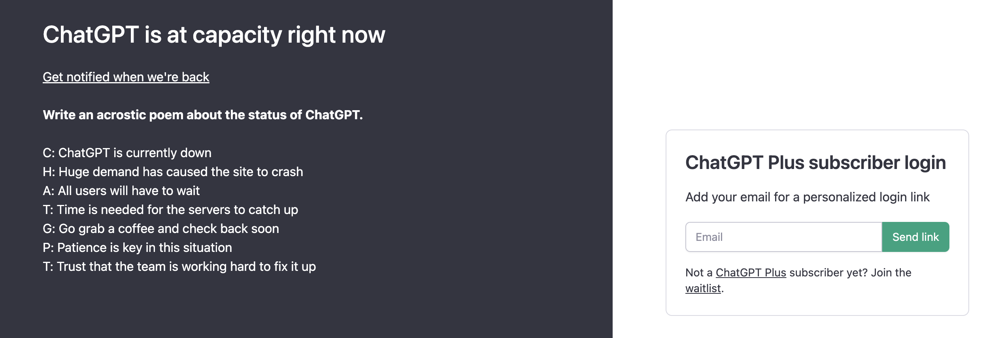 ChatGPT is at capacity right now
Get notified when we're back
Write an acrostic poem about the status of ChatGPT.
C: ChatGPT is currently down
H: Huge demand has caused the site to crash
A: All users will have to wait
T: Time is needed for the servers to catch up
G: Go grab a coffee and check back soon
P: Patience is key in this situation
T: Trust that the team is working hard to fix it up
ChatGPT Plus subscriber login
Add your email for a personalized login link
Email
Send link
Not a ChatGPT Plus subscriber yet? Join the
waitlist.